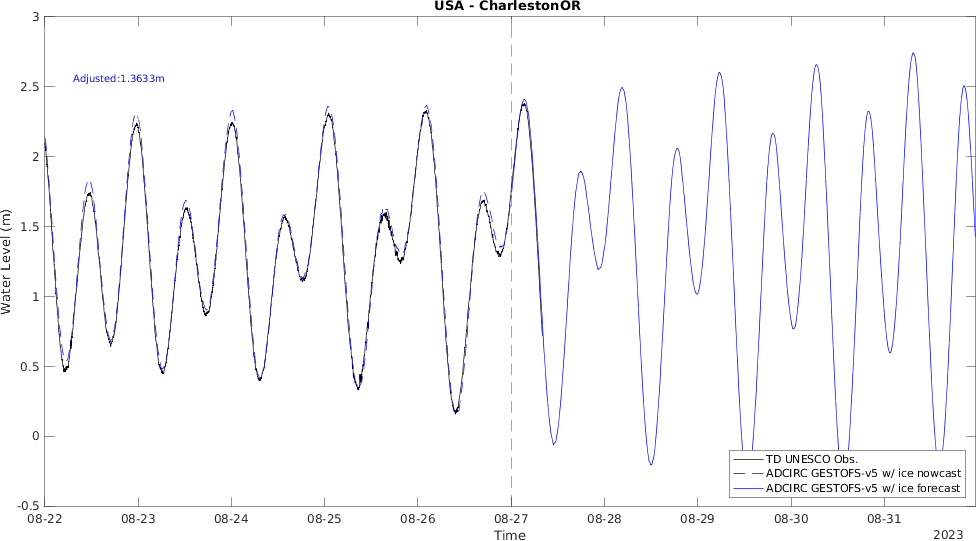 USA - CharlestonOR
3
Adjusted:1.3633m
2.5
2
1.5
1
0.5
0
-0.5
Water Level (m)
TD UNESCO Obs.
ADCIRC GESTOFS-v5 w/ ice nowcast
ADCIRC GESTOFS-v5 w/ ice forecast
08-22 08-23 08-24 08-25 08-26 08-27 08-28 08-29 08-30 08-31
Time
2023